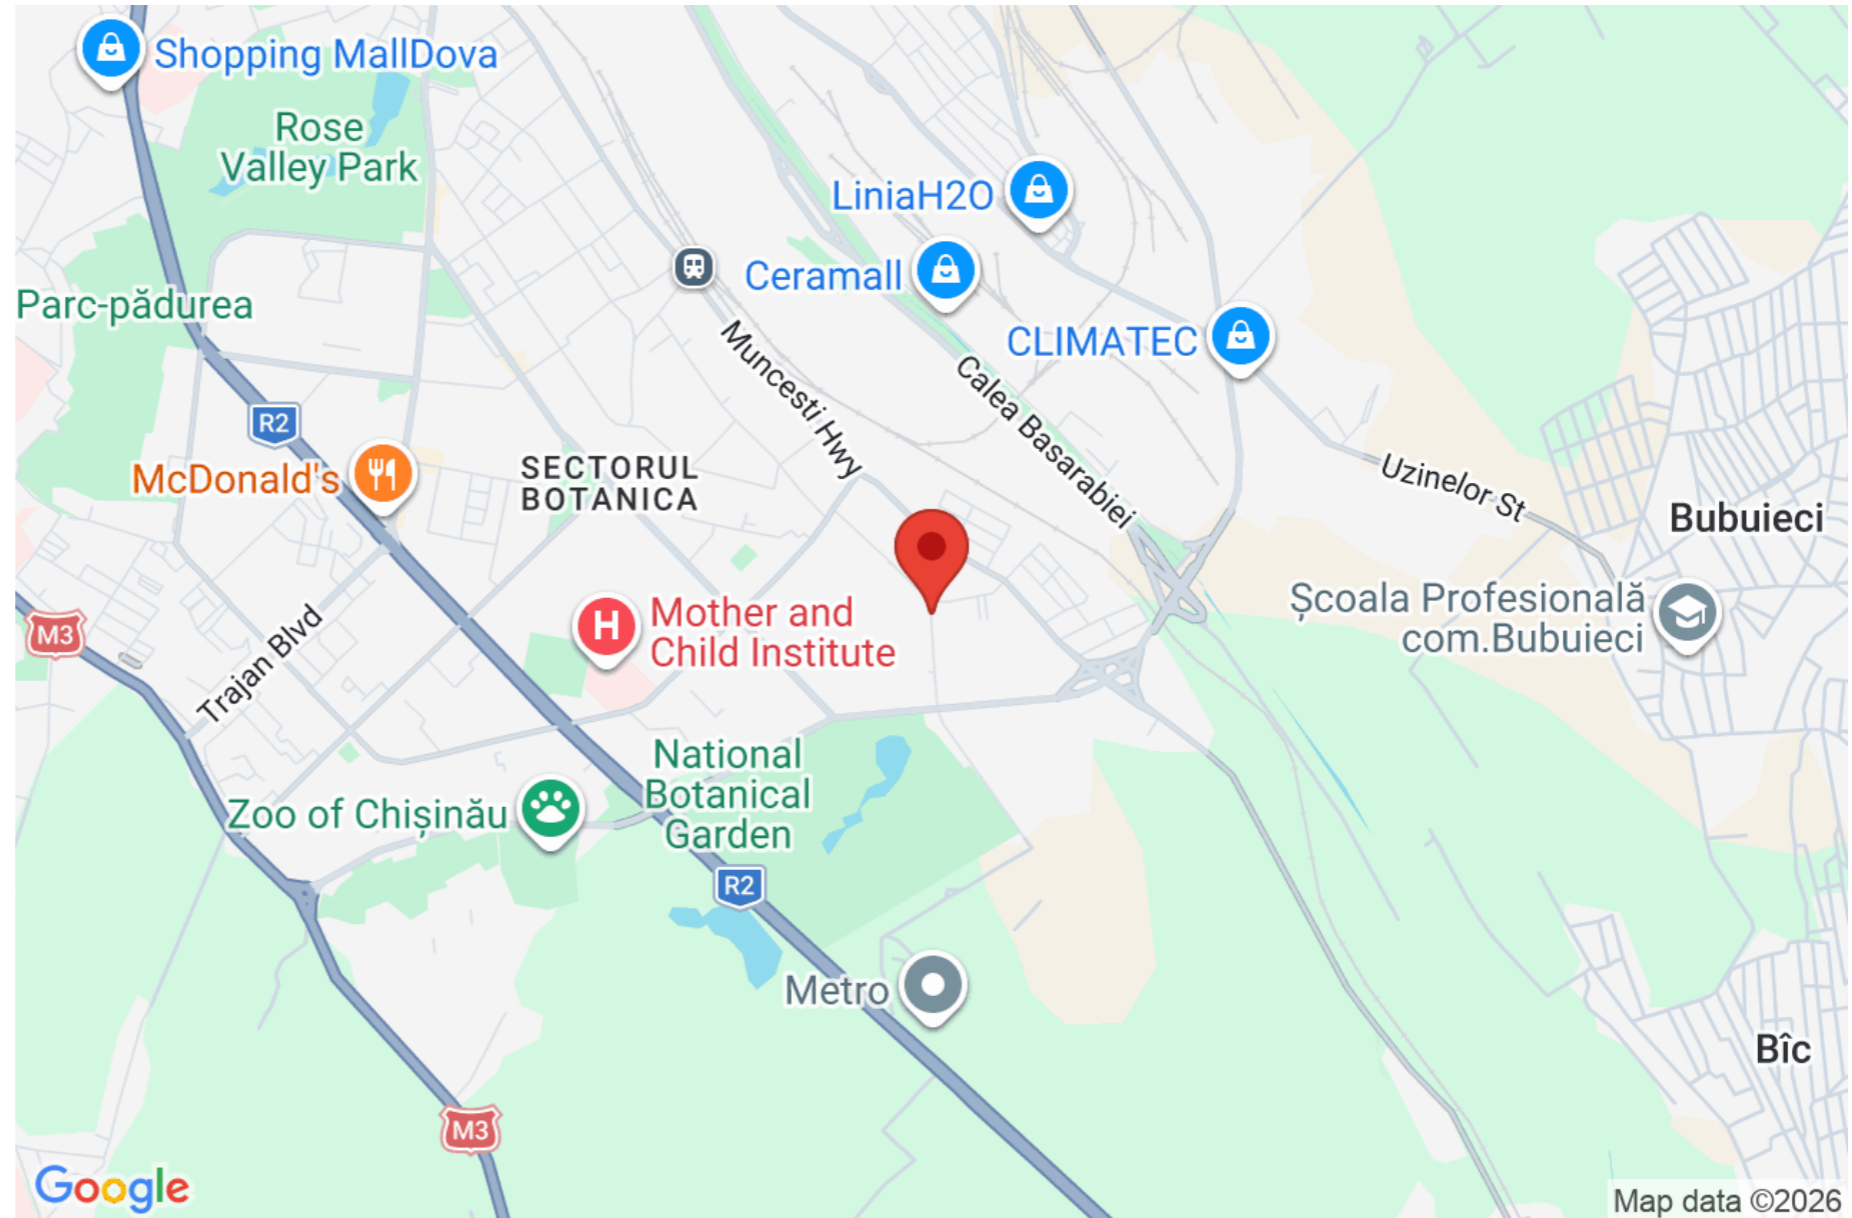 Shopping MallDova
Rose
Valley Park
LiniaH2O
Ceramall
Parc-pădurea
CLIMATEC
Muncesti Hwy
Calea Basarabiei
R2
McDonald's
SECTORUL
BOTANICA
Uzinelor St
Bubuieci
Școala Profesională
com.Bubuieci
M3
Mother and
Child Institute
Trajan Blvd
National
Botanical
Garden
Zoo of Chișinău
R2
Metro
Bîc
M3
Google
Map data ©2026